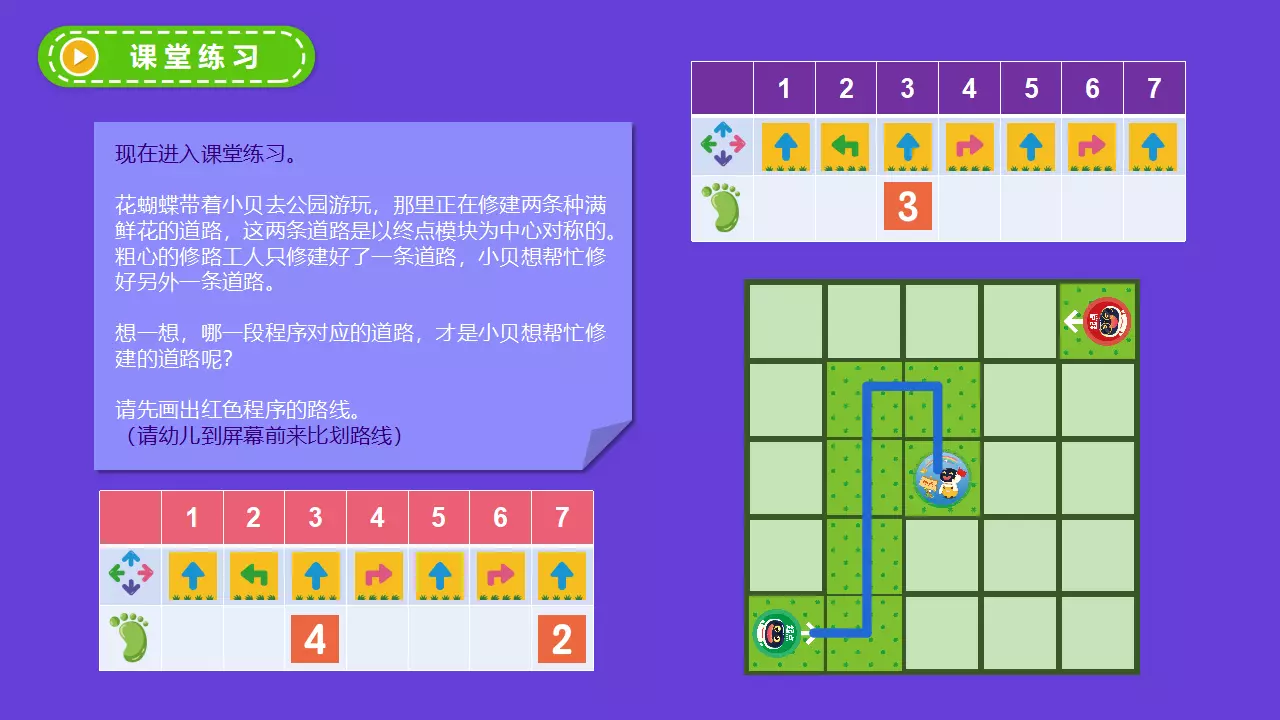 课堂练习
现在进入课堂练习。
花蝴蝶带着小贝去公园游玩，那里正在修建两条种满
鲜花的道路，这两条道路是以终点模块为中心对称的。
粗心的修路工人只修建好了一条道路，小贝想帮忙修
好另外一条道路。
想一想，哪一段程序对应的道路，才是小贝想帮忙修
建的道路呢？
请先画出红色程序的路线。
（请幼儿到屏幕前来比划路线）
1 2 3 4 5 6 7
3
1 2 3 4 5 6 7
4 2
起点